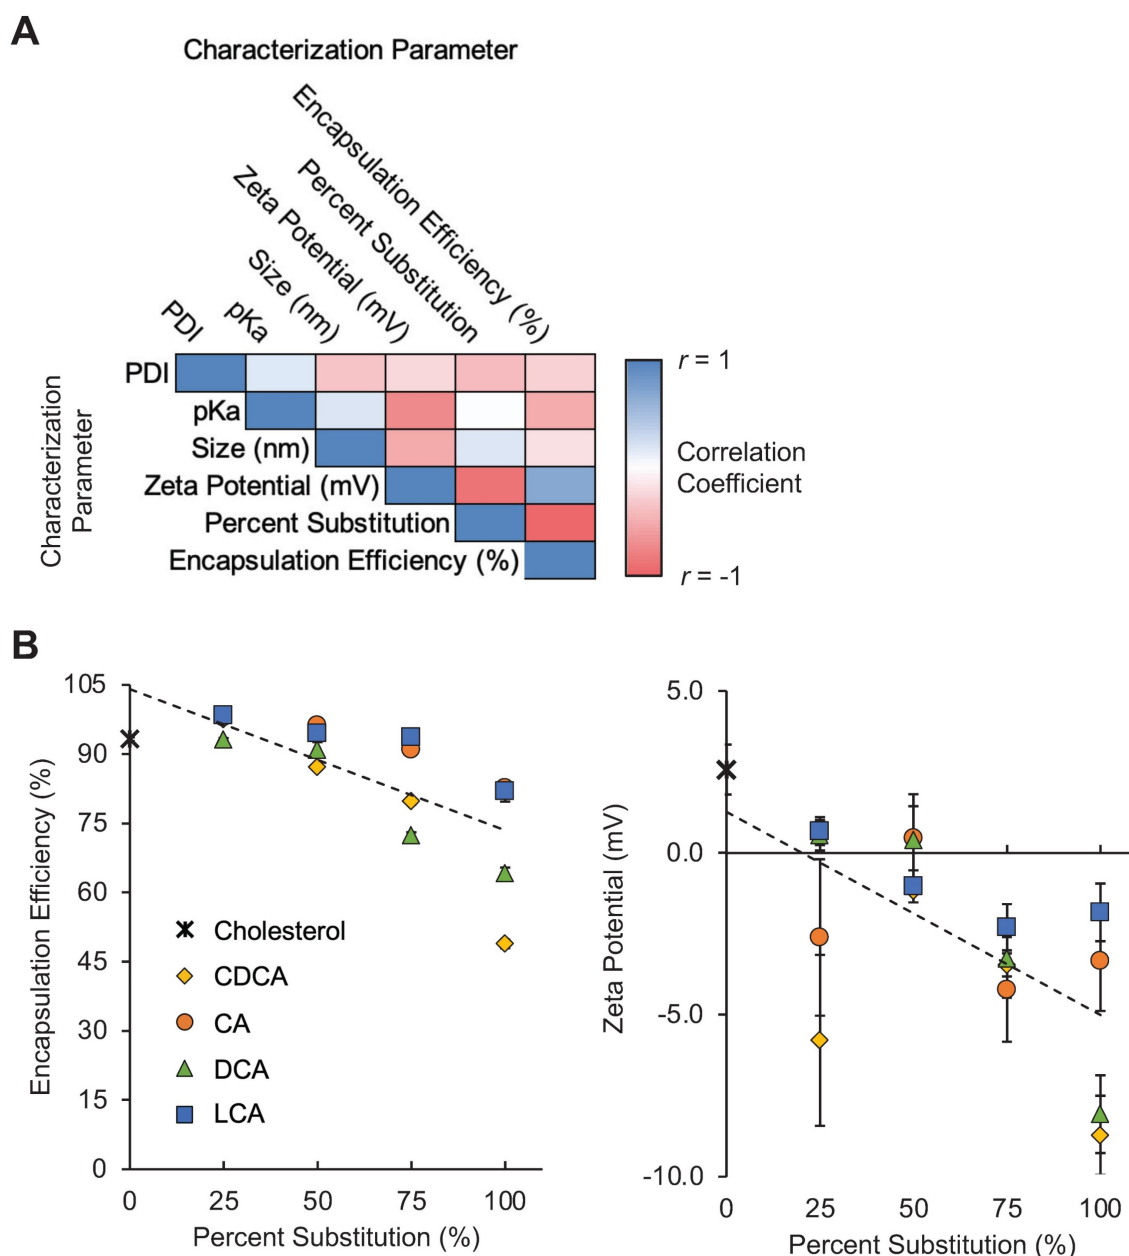 A
Characterization Parameter
PDI
pKa
Size (nm)
Zeta Potential (mV)
Percent Substitution
Encapsulation Efficiency (%)
Characterization
Parameter
PDI
pKa
Size (nm)
Zeta Potential (mV)
Percent Substitution
Encapsulation Efficiency (%)
r = 1
Correlation
Coefficient
r = -1
B
Encapsulation Efficiency (%)
105
90
75
60
45
30
15
0
Cholesterol
CDCA
CA
DCA
LCA
0 25 50 75 100
Percent Substitution (%)
Zeta Potential (mV)
5.0
0.0
-5.0
-10.0
0 25 50 75 100
Percent Substitution (%)